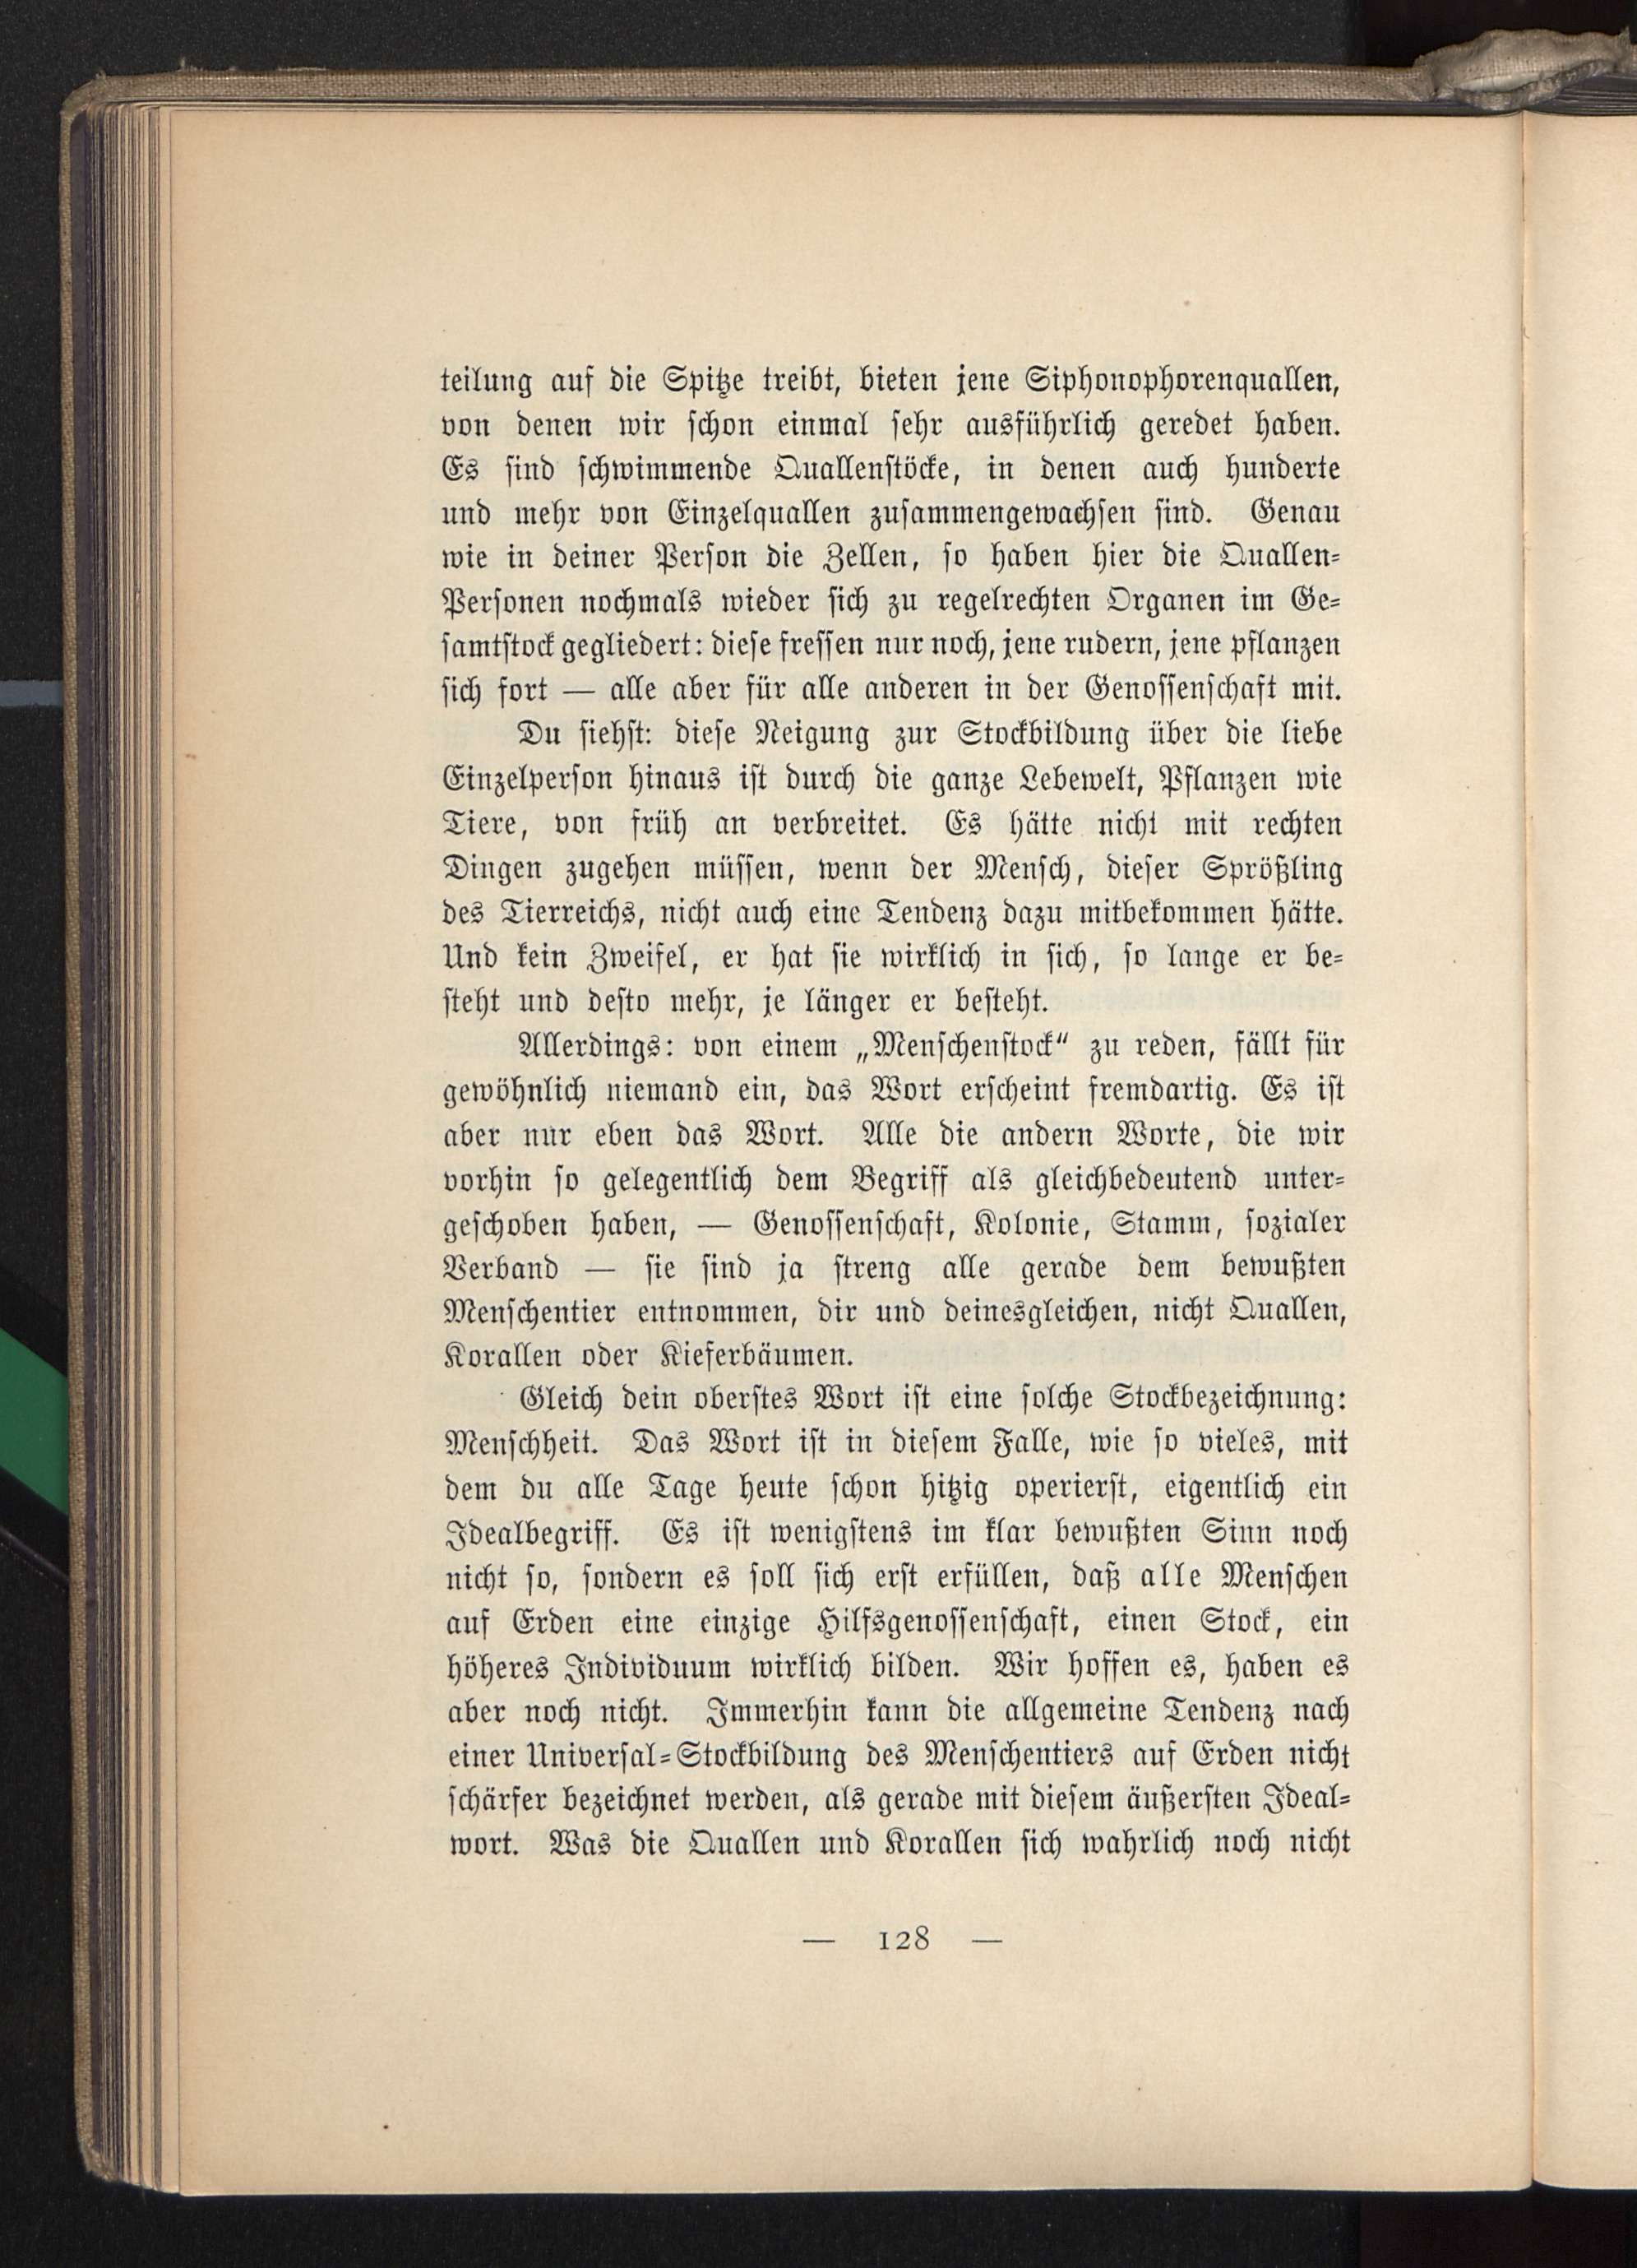 teilung auf die Spitze treibt, bieten jene Siphonophorenquallen,
von denen wir schon einmal sehr ausführlich geredet haben.
Es sind schwimmende Quallenstöcke, in denen auch hunderte
und mehr von Einzelquallen zusammengewachsen sind. Genau
wie in deiner Person die Zellen, so haben hier die Quallen-
Personen nochmals wieder sich zu regelrechten Organen im Ge-
samtstock gegliedert: diese fressen nur noch, jene rudern, jene pflanzen
sich fort — alle aber für alle anderen in der Genossenschaft mit.
Du siehst: diese Neigung zur Stockbildung über die liebe
Einzelperson hinaus ist durch die ganze Lebewelt, Pflanzen wie
Tiere, von früh an verbreitet. Es hätte nicht mit rechten
Dingen zugehen müssen, wenn der Mensch, dieser Sprößling
des Tierreichs, nicht auch eine Tendenz dazu mitbekommen hätte.
Und kein Zweifel, er hat sie wirklich in sich, so lange er be-
steht und desto mehr, je länger er besteht.
Allerdings: von einem „Menschenstock“ zu reden, fällt für
gewöhnlich niemand ein, das Wort erscheint fremdartig. Es ist
aber nur eben das Wort. Alle die andern Worte, die wir
vorhin so gelegentlich dem Begriff als gleichbedeutend unter-
geschoben haben, — Genossenschaft, Kolonie, Stamm, sozialer
Verband — sie sind ja streng alle gerade dem bewußten
Menschentier entnommen, dir und deinesgleichen, nicht Quallen,
Korallen oder Kieferbäumen.
Gleich dein oberstes Wort ist eine solche Stockbezeichnung:
Menschheit. Das Wort ist in diesem Falle, wie so vieles, mit
dem du alle Tage heute schon hitzig operierst, eigentlich ein
Idealbegriff. Es ist wenigstens im klar bewußten Sinn noch
nicht so, sondern es soll sich erst erfüllen, daß alle Menschen
auf Erden eine einzige Hilfsgenossenschaft, einen Stock, ein
höheres Individuum wirklich bilden. Wir hoffen es, haben es
aber noch nicht. Immerhin kann die allgemeine Tendenz nach
einer Universal-Stockbildung des Menschentiers auf Erden nicht
schärfer bezeichnet werden, als gerade mit diesem äußersten Ideal-
wort. Was die Quallen und Korallen sich wahrlich noch nicht
— 128 —